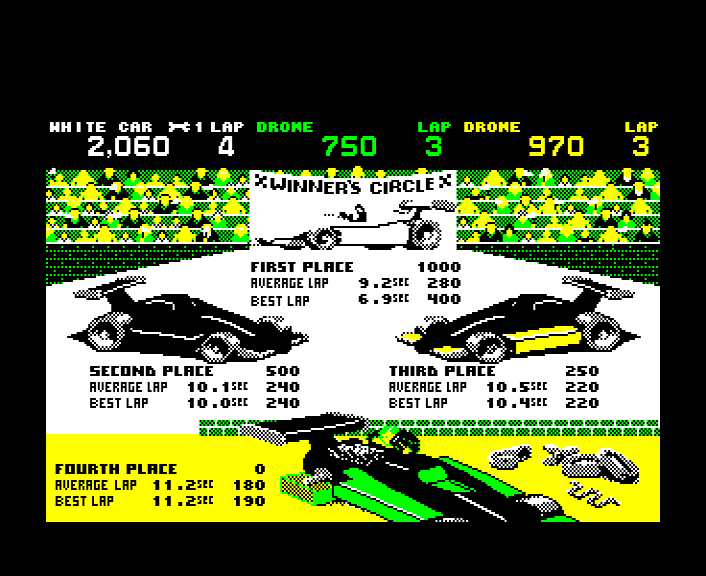 WHITE CAR 1 LAP DRONE LAP DRONE LAP
2,060 4 750 3 970 3
WINNER'S CIRCLE
FIRST PLACE 1000
AVERAGE LAP 9.2SEC 280
BEST LAP 6.9SEC 400
SECOND PLACE 500
AVERAGE LAP 10.1SEC 240
BEST LAP 10.0SEC 240
THIRD PLACE 250
AVERAGE LAP 10.5SEC 220
BEST LAP 10.4SEC 220
FOURTH PLACE 0
AVERAGE LAP 11.2SEC 180
BEST LAP 11.2SEC 190